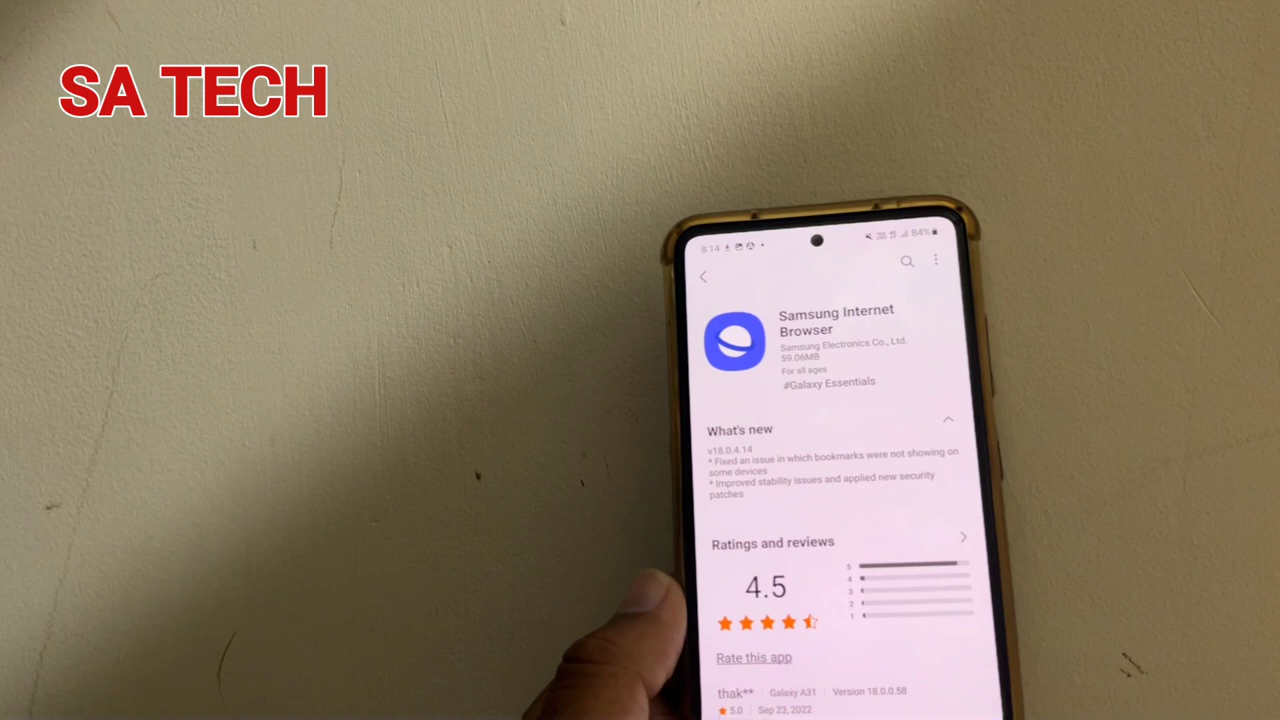 SA TECH
8:14
84%
Samsung Internet
Browser
Samsung Electronics Co., Ltd.
59.06MB
For all ages
#Galaxy Essentials
What's new
v18.0.4.14
* Fixed an issue in which bookmarks were not showing on
some devices
* Improved stability issues and applied new security
patches
Ratings and reviews
4.5
5
4
3
2
1
Rate this app
thak** Galaxy A31 Version 18.0.0.58
5.0 Sep 23, 2022